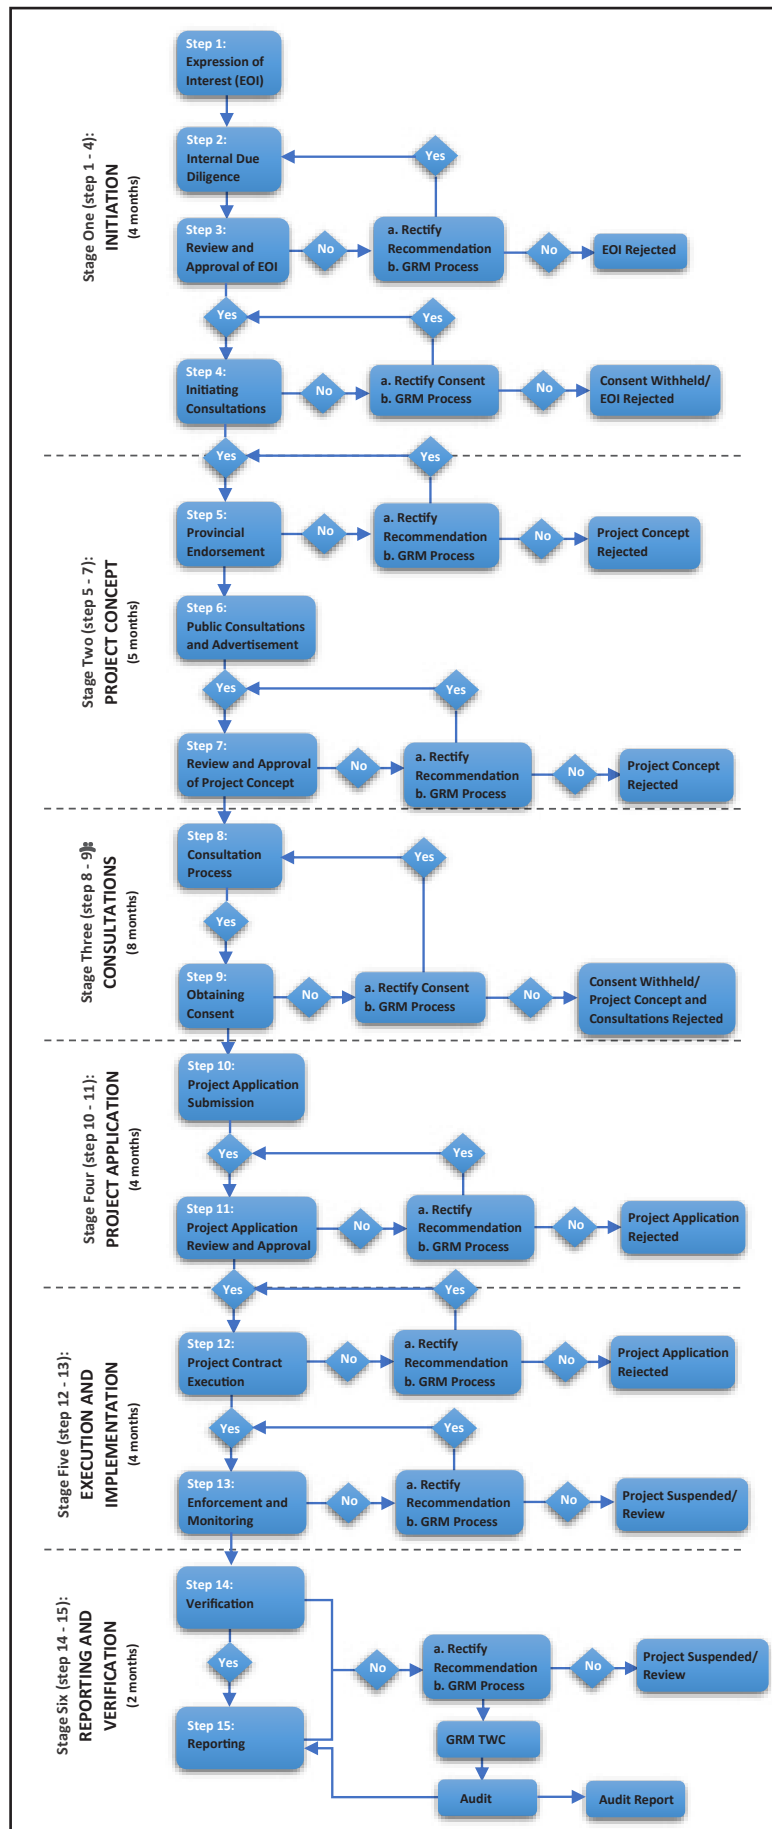 Stage One (step 1 - 4):
INITIATION
(4 months)
Step 1:
Expression of
Interest (EOI)
Step 2:
Internal Due
Diligence
Yes
Step 3:
Review and
Approval of EOI
No
a. Rectify
Recommendation
b. GRM Process
No
EOI Rejected
Yes
Yes
Step 4:
Initiating
Consultations
No
a. Rectify Consent
b. GRM Process
No
Consent Withheld/
EOI Rejected
Yes
Yes
Stage Two (step 5 - 7):
PROJECT CONCEPT
(5 months)
Step 5:
Provincial
Endorsement
No
a. Rectify
Recommendation
b. GRM Process
No
Project Concept
Rejected
Step 6
Public Consultations
and Advertisement
Yes
Yes
Step 7:
Review and Approval
of Project Concept
No
a. Rectify
Recommendation
b. GRM Process
No
Project Concept
Rejected
Stage Three (step 8 - 9):
CONSULTATIONS
(8 months)
Step 8:
Consultation
Process
Yes
Yes
Step 9:
Obtaining
Consent
No
a. Rectify Consent
b. GRM Process
No
Consent Withheld/
Project Concept and
Consultations Rejected
Stage Four (step 10 - 11):
PROJECT APPLICATION
(4 months)
Step 10:
Project Application
Submission
Yes
Yes
Step 11:
Project Application
Review and Approval
No
a. Rectify
Recommendation
b. GRM Process
No
Project Application
Rejected
Yes
Yes
Stage Five (step 12 - 13):
EXECUTION AND
IMPLEMENTATION
(4 months)
Step 12:
Project Contract
Execution
No
a. Rectify
Recommendation
b. GRM Process
No
Project Application
Rejected
Yes
Yes
Step 13:
Enforcement and
Monitoring
No
a. Rectify
Recommendation
b. GRM Process
No
Project Suspended/
Review
Stage Six (step 14 - 15):
REPORTING AND
VERIFICATION
(2 months)
Step 14:
Verification
Yes
Step 15:
Reporting
No
a. Rectify
Recommendation
b. GRM Process
No
Project Suspended/
Review
GRM TWC
Audit
Audit Report